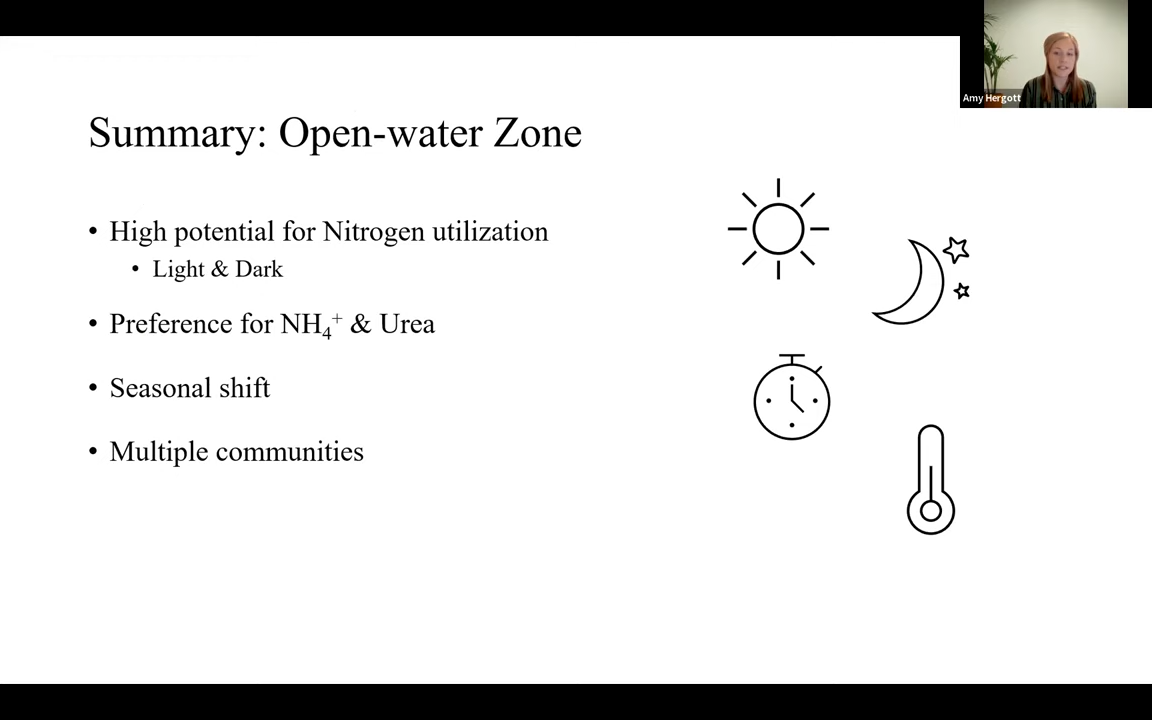 Amy Hergott
Summary: Open-water Zone
• High potential for Nitrogen utilization
• Light & Dark
• Preference for NH₄⁺ & Urea
• Seasonal shift
• Multiple communities